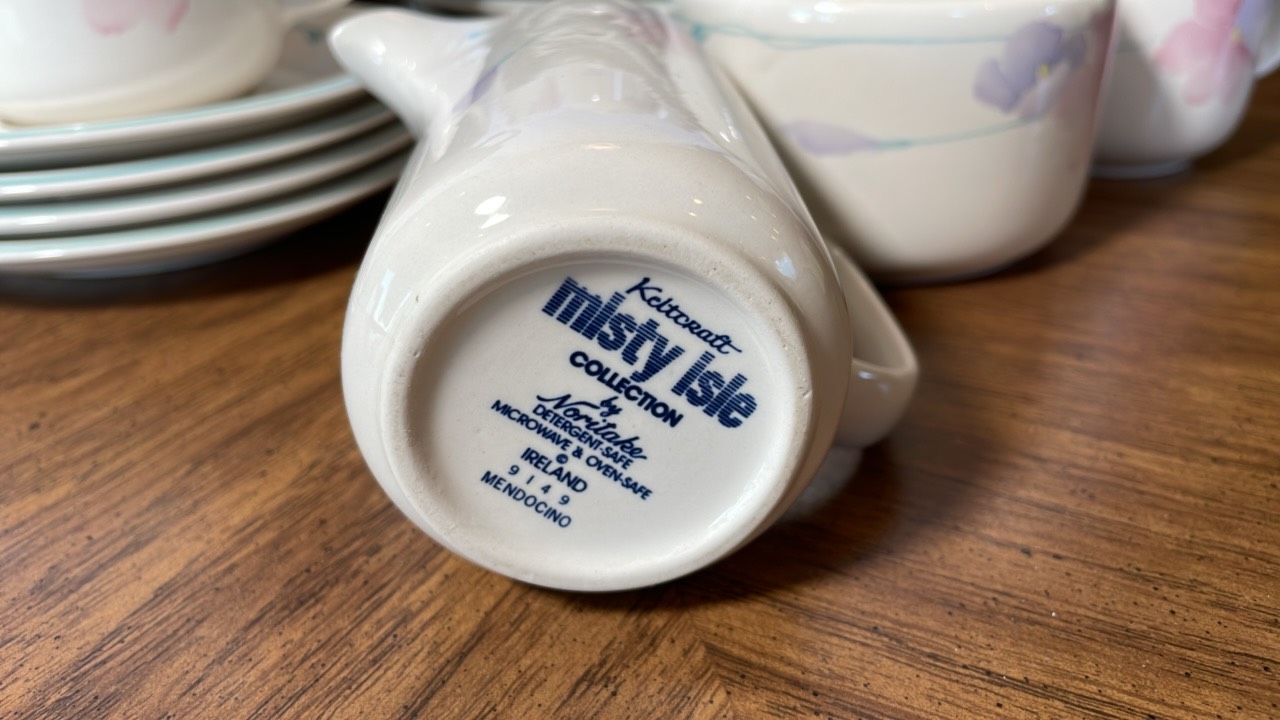 Keltcraft
misty isle
COLLECTION
by
Noritake
DETERGENT-SAFE
MICROWAVE & OVEN-SAFE
©
IRELAND
9149
MENDOCINO